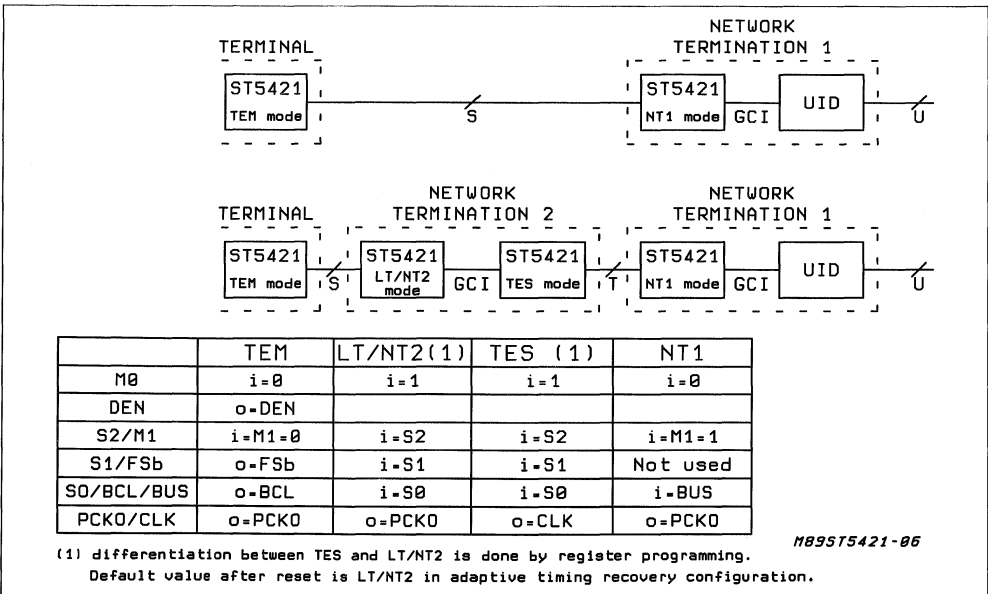 NETWORK
TERMINAL TERMINATION 1
ST5421 ST5421 UID
TEM mode S NT1 mode GCI U
NETWORK NETWORK
TERMINAL TERMINATION 2 TERMINATION 1
ST5421 ST5421 ST5421 ST5421 UID
TEM mode S LT/NT2 mode GCI TES mode T NT1 mode GCI U
TEM LT/NT2(1) TES (1) NT1
M0 i=0 i=1 i=1 i=0
DEN o=DEN
S2/M1 i=M1=0 i=S2 i=S2 i=M1=1
S1/FSb o=FSb i=S1 i=S1 Not used
S0/BCL/BUS o=BCL i=S0 i=S0 i=BUS
PCKO/CLK o=PCKO o=PCKO o=CLK o=PCKO
M89ST5421-06
(1) differentiation between TES and LT/NT2 is done by register programming.
Default value after reset is LT/NT2 in adaptive timing recovery configuration.